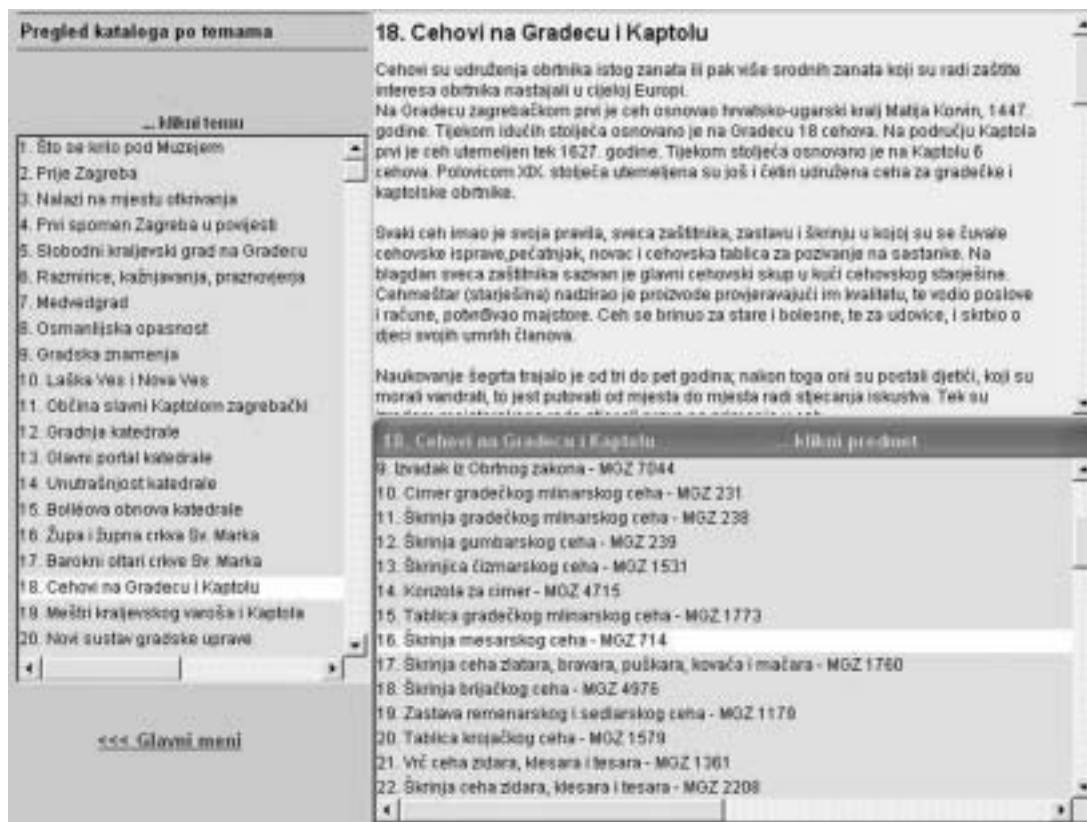 Pregled kataloga po temama
... klikni temu
1. Što se krilo pod Muzejem
2. Prije Zagreba
3. Nalazi na mjestu otkrivanja
4. Prvi spomen Zagreba u povijesti
5. Slobodni kraljevski grad na Gradecu
6. Razmirice, kažnjavanja, praznovjerja
7. Medvedgrad
8. Osmanlijska opasnost
9. Gradska znamenja
10. Laška Ves i Nova Ves
11. Općina slavni Kaptolom zagrebački
12. Gradnja katedrale
13. Glavni portal katedrale
14. Unutrašnjost katedrale
15. Bolléova obnova katedrale
16. Župa i župna crkva Sv. Marka
17. Barokni oltari crkve Sv. Marka
18. Cehovi na Gradecu i Kaptolu
19. Meštri kraljevskog varoša i Kaptola
20. Novi sustav gradske uprave
<<< Glavni meni
18. Cehovi na Gradecu i Kaptolu
Cehovi su udruženja obrtnika istog zanata ili pak više srodnih zanata koji su radi zaštite
interesa obrtnika nastajali u cijeloj Europi.
Na Gradecu zagrebačkom prvi je ceh osnovao hrvatsko-ugarski kralj Matija Korvin, 1447.
godine. Tijekom idućih stoljeća osnovano je na Gradecu 18 cehova. Na području Kaptola
prvi je ceh utemeljen tek 1627. godine. Tijekom stoljeća osnovano je na Kaptolu 6
cehova. Polovicom XIX. stoljeća utemeljena su još i četiri udružena ceha za gradečke i
kaptolske obrtnike.
Svaki ceh imao je svoja pravila, sveca zaštitnika, zastavu i škrinju u kojoj su se čuvale
cehovske isprave,pečatnjak, novac i cehovska tablica za pozivanje na sastanke. Na
blagdan sveca zaštitnika sazivan je glavni cehovski skup u kući cehovskog starješine.
Cehmeštar (starješina) nadzirao je proizvode provjeravajući im kvalitetu, te vodio poslove
i račune, potvrđivao majstore. Ceh se brinuo za stare i bolesne, te za udovice, i skrbio o
djeci svojih umrlih članova.
Naukovanje šegrta trajalo je od tri do pet godina; nakon toga oni su postali djetići, koji su
morali vandrati, to jest putovati od mjesta do mjesta radi stjecanja iskustva. Tek su
18. Cehovi na Gradecu i Kaptolu ... klikni predmet
9. Izvadak iz Obrtnog zakona - MGZ 7044
10. Cimer gradečkog mlinarskog ceha - MGZ 231
11. Škrinja gradečkog mlinarskog ceha - MGZ 238
12. Škrinja gumbarskog ceha - MGZ 239
13. Škrinjica čizmarskog ceha - MGZ 1531
14. Konzola za cimer - MGZ 4715
15. Tablica gradečkog mlinarskog ceha - MGZ 1773
16. Škrinja mesarskog ceha - MGZ 714
17. Škrinja ceha zlatara, bravara, puškara, kovača i mačara - MGZ 1760
18. Škrinja brijačkog ceha - MGZ 4976
19. Zastava remenarskog i sedlarskog ceha - MGZ 1179
20. Tablica krojačkog ceha - MGZ 1579
21. Vrč ceha zidara, klesara i tesara - MGZ 1361
22. Škrinja ceha zidara, klesara i tesara - MGZ 2208